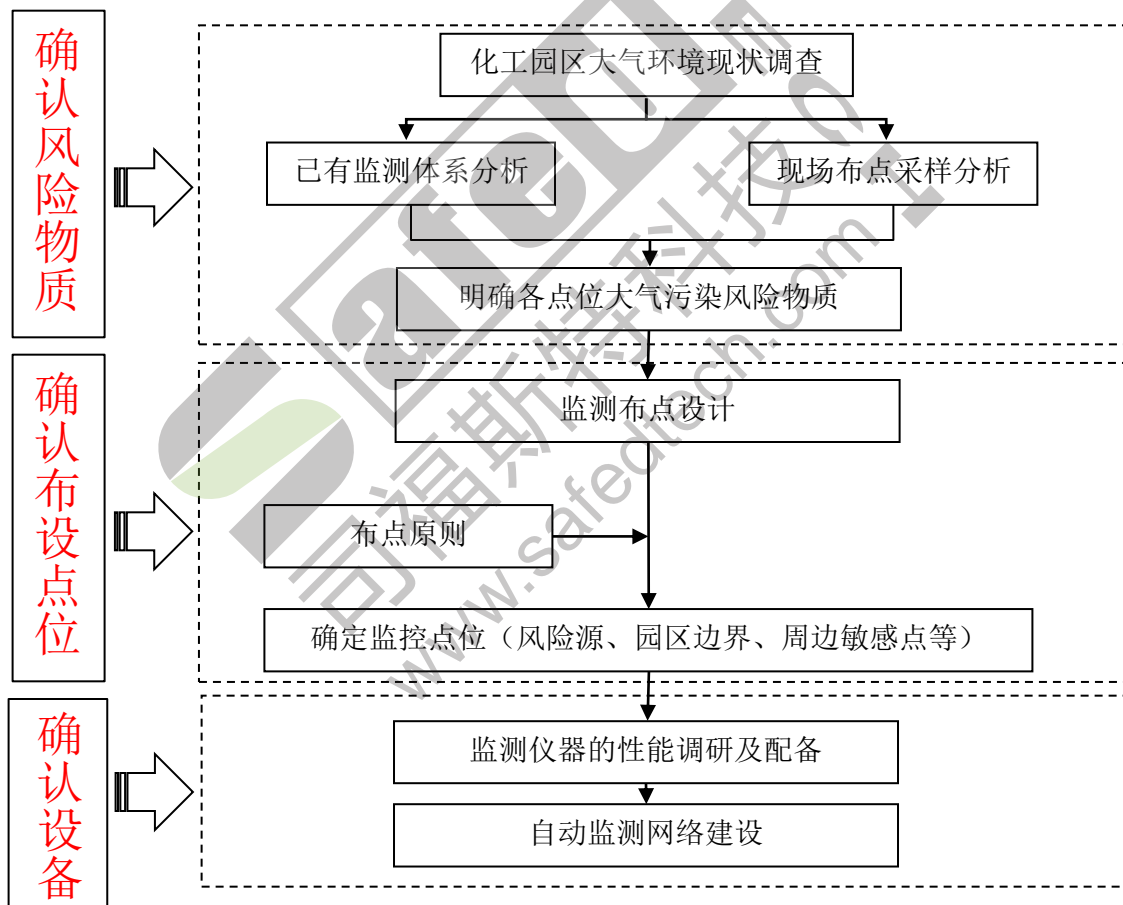 确认风险物质
化工园区大气环境现状调查
已有监测体系分析
现场布点采样分析
明确各点位大气污染风险物质
确认布设点位
监测布点设计
布点原则
确定监控点位（风险源、园区边界、周边敏感点等）
确认设备
监测仪器的性能调研及配备
自动监测网络建设
司福斯特科技
www.safedtech.com